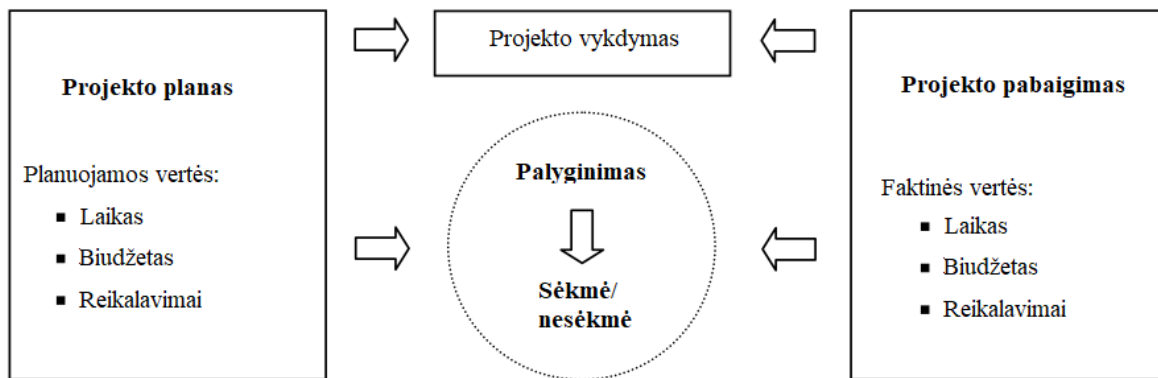 Projekto planas
Planuojamos vertės:
▪ Laikas
▪ Biudžetas
▪ Reikalavimai
Projekto vykdymas
Palyginimas
Sėkmė/
nesėkmė
Projekto pabaigimas
Faktinės vertės:
▪ Laikas
▪ Biudžetas
▪ Reikalavimai